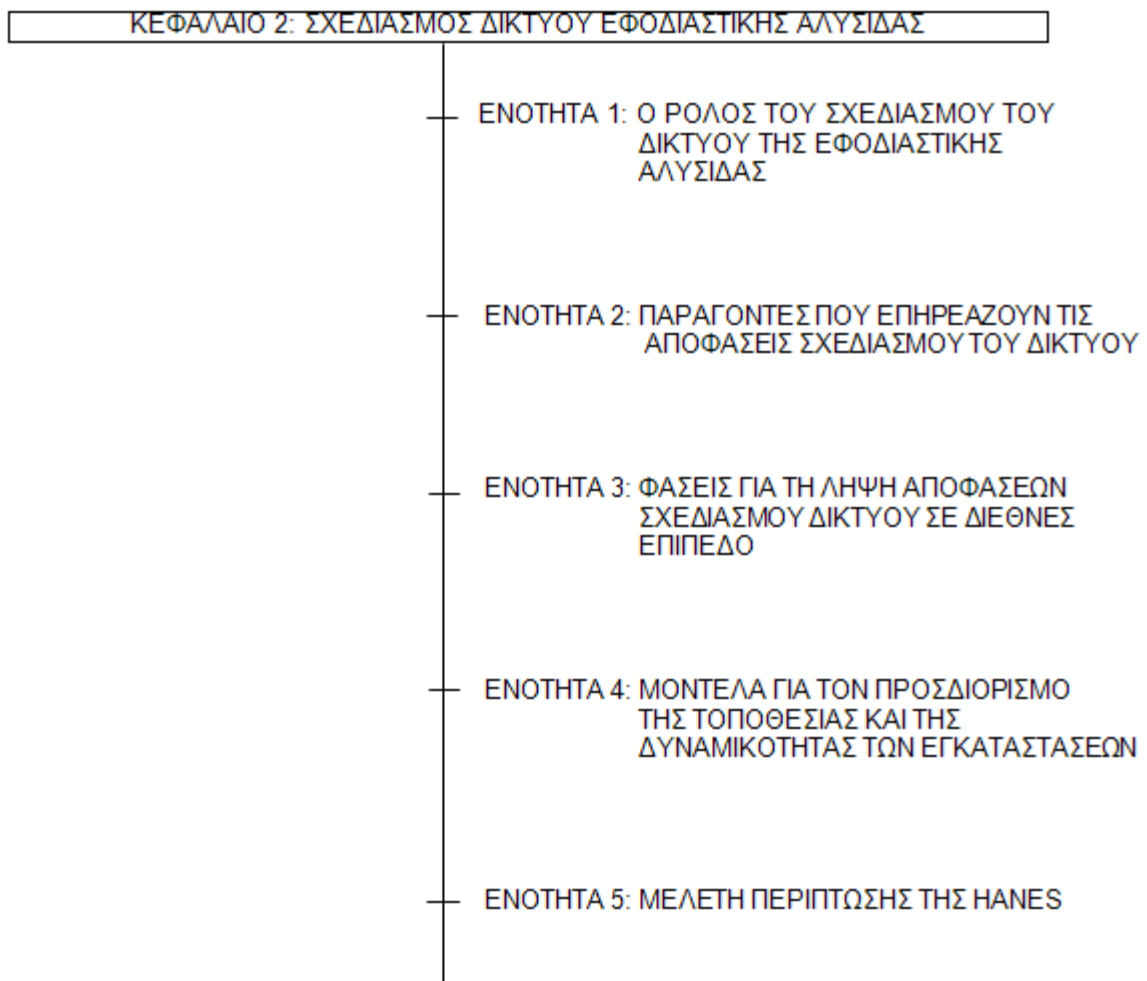 ΚΕΦΑΛΑΙΟ 2: ΣΧΕΔΙΑΣΜΟΣ ΔΙΚΤΥΟΥ ΕΦΟΔΙΑΣΤΙΚΗΣ ΑΛΥΣΙΔΑΣ
ΕΝΟΤΗΤΑ 1: Ο ΡΟΛΟΣ ΤΟΥ ΣΧΕΔΙΑΣΜΟΥ ΤΟΥ
ΔΙΚΤΥΟΥ ΤΗΣ ΕΦΟΔΙΑΣΤΙΚΗΣ
ΑΛΥΣΙΔΑΣ
ΕΝΟΤΗΤΑ 2: ΠΑΡΑΓΟΝΤΕΣ ΠΟΥ ΕΠΗΡΕΑΖΟΥΝ ΤΙΣ
ΑΠΟΦΑΣΕΙΣ ΣΧΕΔΙΑΣΜΟΥ ΤΟΥ ΔΙΚΤΥΟΥ
ΕΝΟΤΗΤΑ 3: ΦΑΣΕΙΣ ΓΙΑ ΤΗ ΛΗΨΗ ΑΠΟΦΑΣΕΩΝ
ΣΧΕΔΙΑΣΜΟΥ ΔΙΚΤΥΟΥ ΣΕ ΔΙΕΘΝΕΣ
ΕΠΙΠΕΔΟ
ΕΝΟΤΗΤΑ 4: ΜΟΝΤΕΛΑ ΓΙΑ ΤΟΝ ΠΡΟΣΔΙΟΡΙΣΜΟ
ΤΗΣ ΤΟΠΟΘΕΣΙΑΣ ΚΑΙ ΤΗΣ
ΔΥΝΑΜΙΚΟΤΗΤΑΣ ΤΩΝ ΕΓΚΑΤΑΣΤΑΣΕΩΝ
ΕΝΟΤΗΤΑ 5: ΜΕΛΕΤΗ ΠΕΡΙΠΤΩΣΗΣ ΤΗΣ HANES